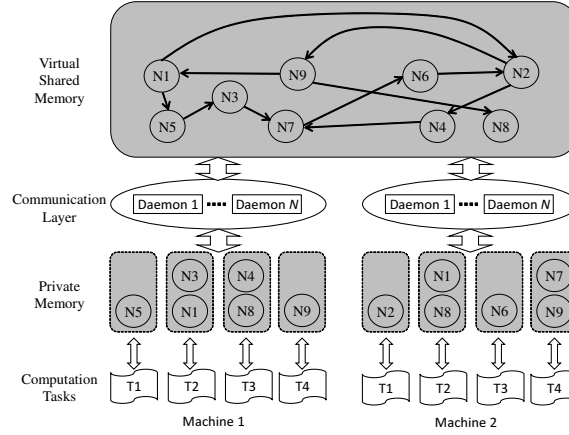 Virtual
Shared
Memory
N1
N9
N6
N2
N3
N5
N7
N4
N8
Communication
Layer
Daemon 1 ···· Daemon N
Daemon 1 ···· Daemon N
Private
Memory
N3 N4 N1 N7
N5 N1 N8 N9 N2 N8 N6 N9
Computation
Tasks
T1 T2 T3 T4 T1 T2 T3 T4
Machine 1 Machine 2